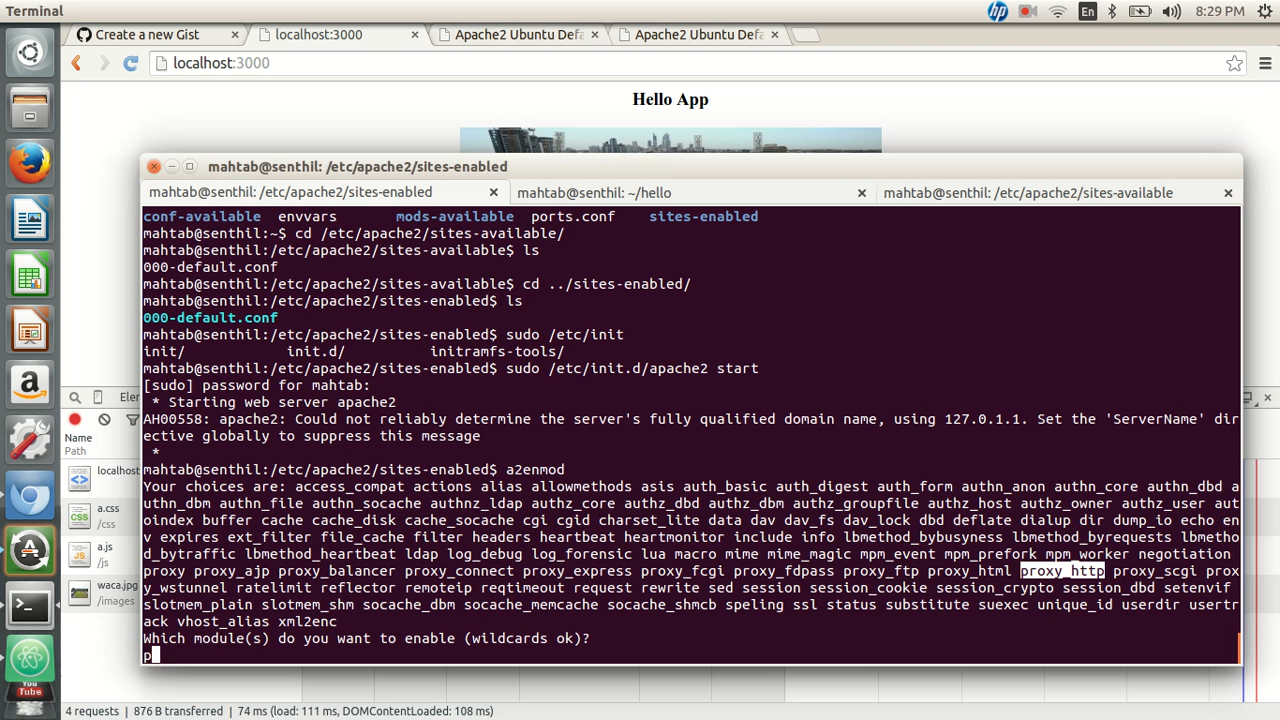 Terminal
En
8:29 PM
Create a new Gist
localhost:3000
Apache2 Ubuntu Defa
Apache2 Ubuntu Defa
localhost:3000
Hello App
mahtab@senthil: /etc/apache2/sites-enabled
mahtab@senthil: /etc/apache2/sites-enabled
mahtab@senthil: ~/hello
mahtab@senthil: /etc/apache2/sites-available
conf-available envvars mods-available ports.conf sites-enabled
mahtab@senthil:~$ cd /etc/apache2/sites-available/
mahtab@senthil:/etc/apache2/sites-available$ ls
000-default.conf
mahtab@senthil:/etc/apache2/sites-available$ cd ../sites-enabled/
mahtab@senthil:/etc/apache2/sites-enabled$ ls
000-default.conf
mahtab@senthil:/etc/apache2/sites-enabled$ sudo /etc/init
init/ init.d/ initramfs-tools/
mahtab@senthil:/etc/apache2/sites-enabled$ sudo /etc/init.d/apache2 start
[sudo] password for mahtab:
* Starting web server apache2
AH00558: apache2: Could not reliably determine the server's fully qualified domain name, using 127.0.1.1. Set the 'ServerName' dir
ective globally to suppress this message
*
mahtab@senthil:/etc/apache2/sites-enabled$ a2enmod
Your choices are: access_compat actions alias allowmethods asis auth_basic auth_digest auth_form authn_anon authn_core authn_dbd a
uthn_dbm authn_file authn_socache authnz_ldap authz_core authz_dbd authz_dbm authz_groupfile authz_host authz_owner authz_user aut
oindex buffer cache cache_disk cache_socache cgi cgid charset_lite data dav dav_fs dav_lock dbd deflate dialup dir dump_io echo en
v expires ext_filter file_cache filter headers heartbeat heartmonitor include info lbmethod_bybusyness lbmethod_byrequests lbmetho
d_bytraffic lbmethod_heartbeat ldap log_debug log_forensic lua macro mime mime_magic mpm_event mpm_prefork mpm_worker negotiation
proxy proxy_ajp proxy_balancer proxy_connect proxy_express proxy_fcgi proxy_fdpass proxy_ftp proxy_html proxy_http proxy_scgi prox
y_wstunnel ratelimit reflector remoteip reqtimeout request rewrite sed session session_cookie session_crypto session_dbd setenvif
slotmem_plain slotmem_shm socache_dbm socache_memcache socache_shmcb speling ssl status substitute suexec unique_id userdir usertr
ack vhost_alias xml2enc
Which module(s) do you want to enable (wildcards ok)?
p
Ele
Name
Path
localhost
a.css
/css
a.js
/js
waca.jpg
/images
You
Tube
4 requests | 876 B transferred | 74 ms (load: 111 ms, DOMContentLoaded: 108 ms)